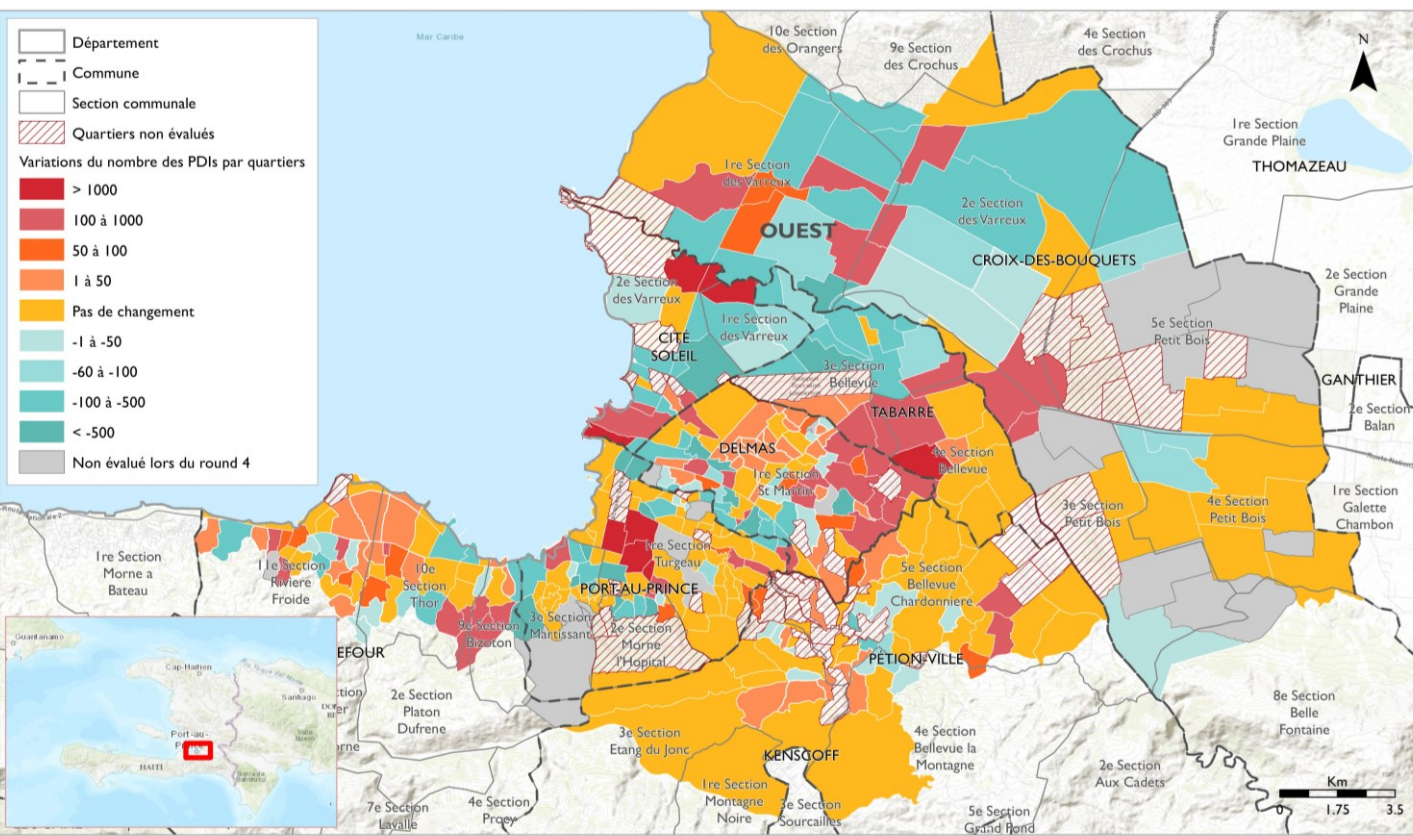 Département
Commune
Section communale
Quartiers non évalués
Variations du nombre des PDIs par quartiers
> 1000
100 à 1000
50 à 100
1 à 50
Pas de changement
-1 à -50
-60 à -100
-100 à -500
< -500
Non évalué lors du round 4
Mar Caribe
10e Section
des Orangers
9e Section
des Crochus
4e Section
des Crochus
N
1re Section
Grande Plaine
THOMAZEAU
1re Section
des Varreux
2e Section
des Varreux
OUEST
CROIX-DES-BOUQUETS
2e Section
des Varreux
2e Section
Grande
Plaine
1re Section
des Varreux
5e Section
Petit Bois
CITÉ
SOLEIL
3e Section
Bellevue
GANTHIER
TABARRE
2e Section
Balan
DELMAS
4e Section
Bellevue
1re Section
St Martin
3e Section
Petit Bois
4e Section
Petit Bois
1re Section
Galette
Chambon
1re Section
Morne a
Bateau
11e Section
Riviere
Froide
10e
Section
Thor
1re Section
Turgeau
PORT-AU-PRINCE
5e Section
Bellevue
Chardonniere
9e Section
Bizoton
3e Section
Martissant
2e Section
Morne
l'Hopital
EFOUR
PÉTION-VILLE
2e Section
Platon
Dufrene
8e Section
Belle
Fontaine
3e Section
Etang du Jonc
4e Section
Bellevue la
Montagne
KENSCOFF
2e Section
Aux Cadets
1re Section
Montagne
Noire
3e Section
Sourcailles
7e Section
Lavalle
4e Section
Procy
5e Section
Grand Fond
Km
0 1.75 3.5
Guantanamo
Cap-Haïtien
Santiago
Port-au-
HAITI